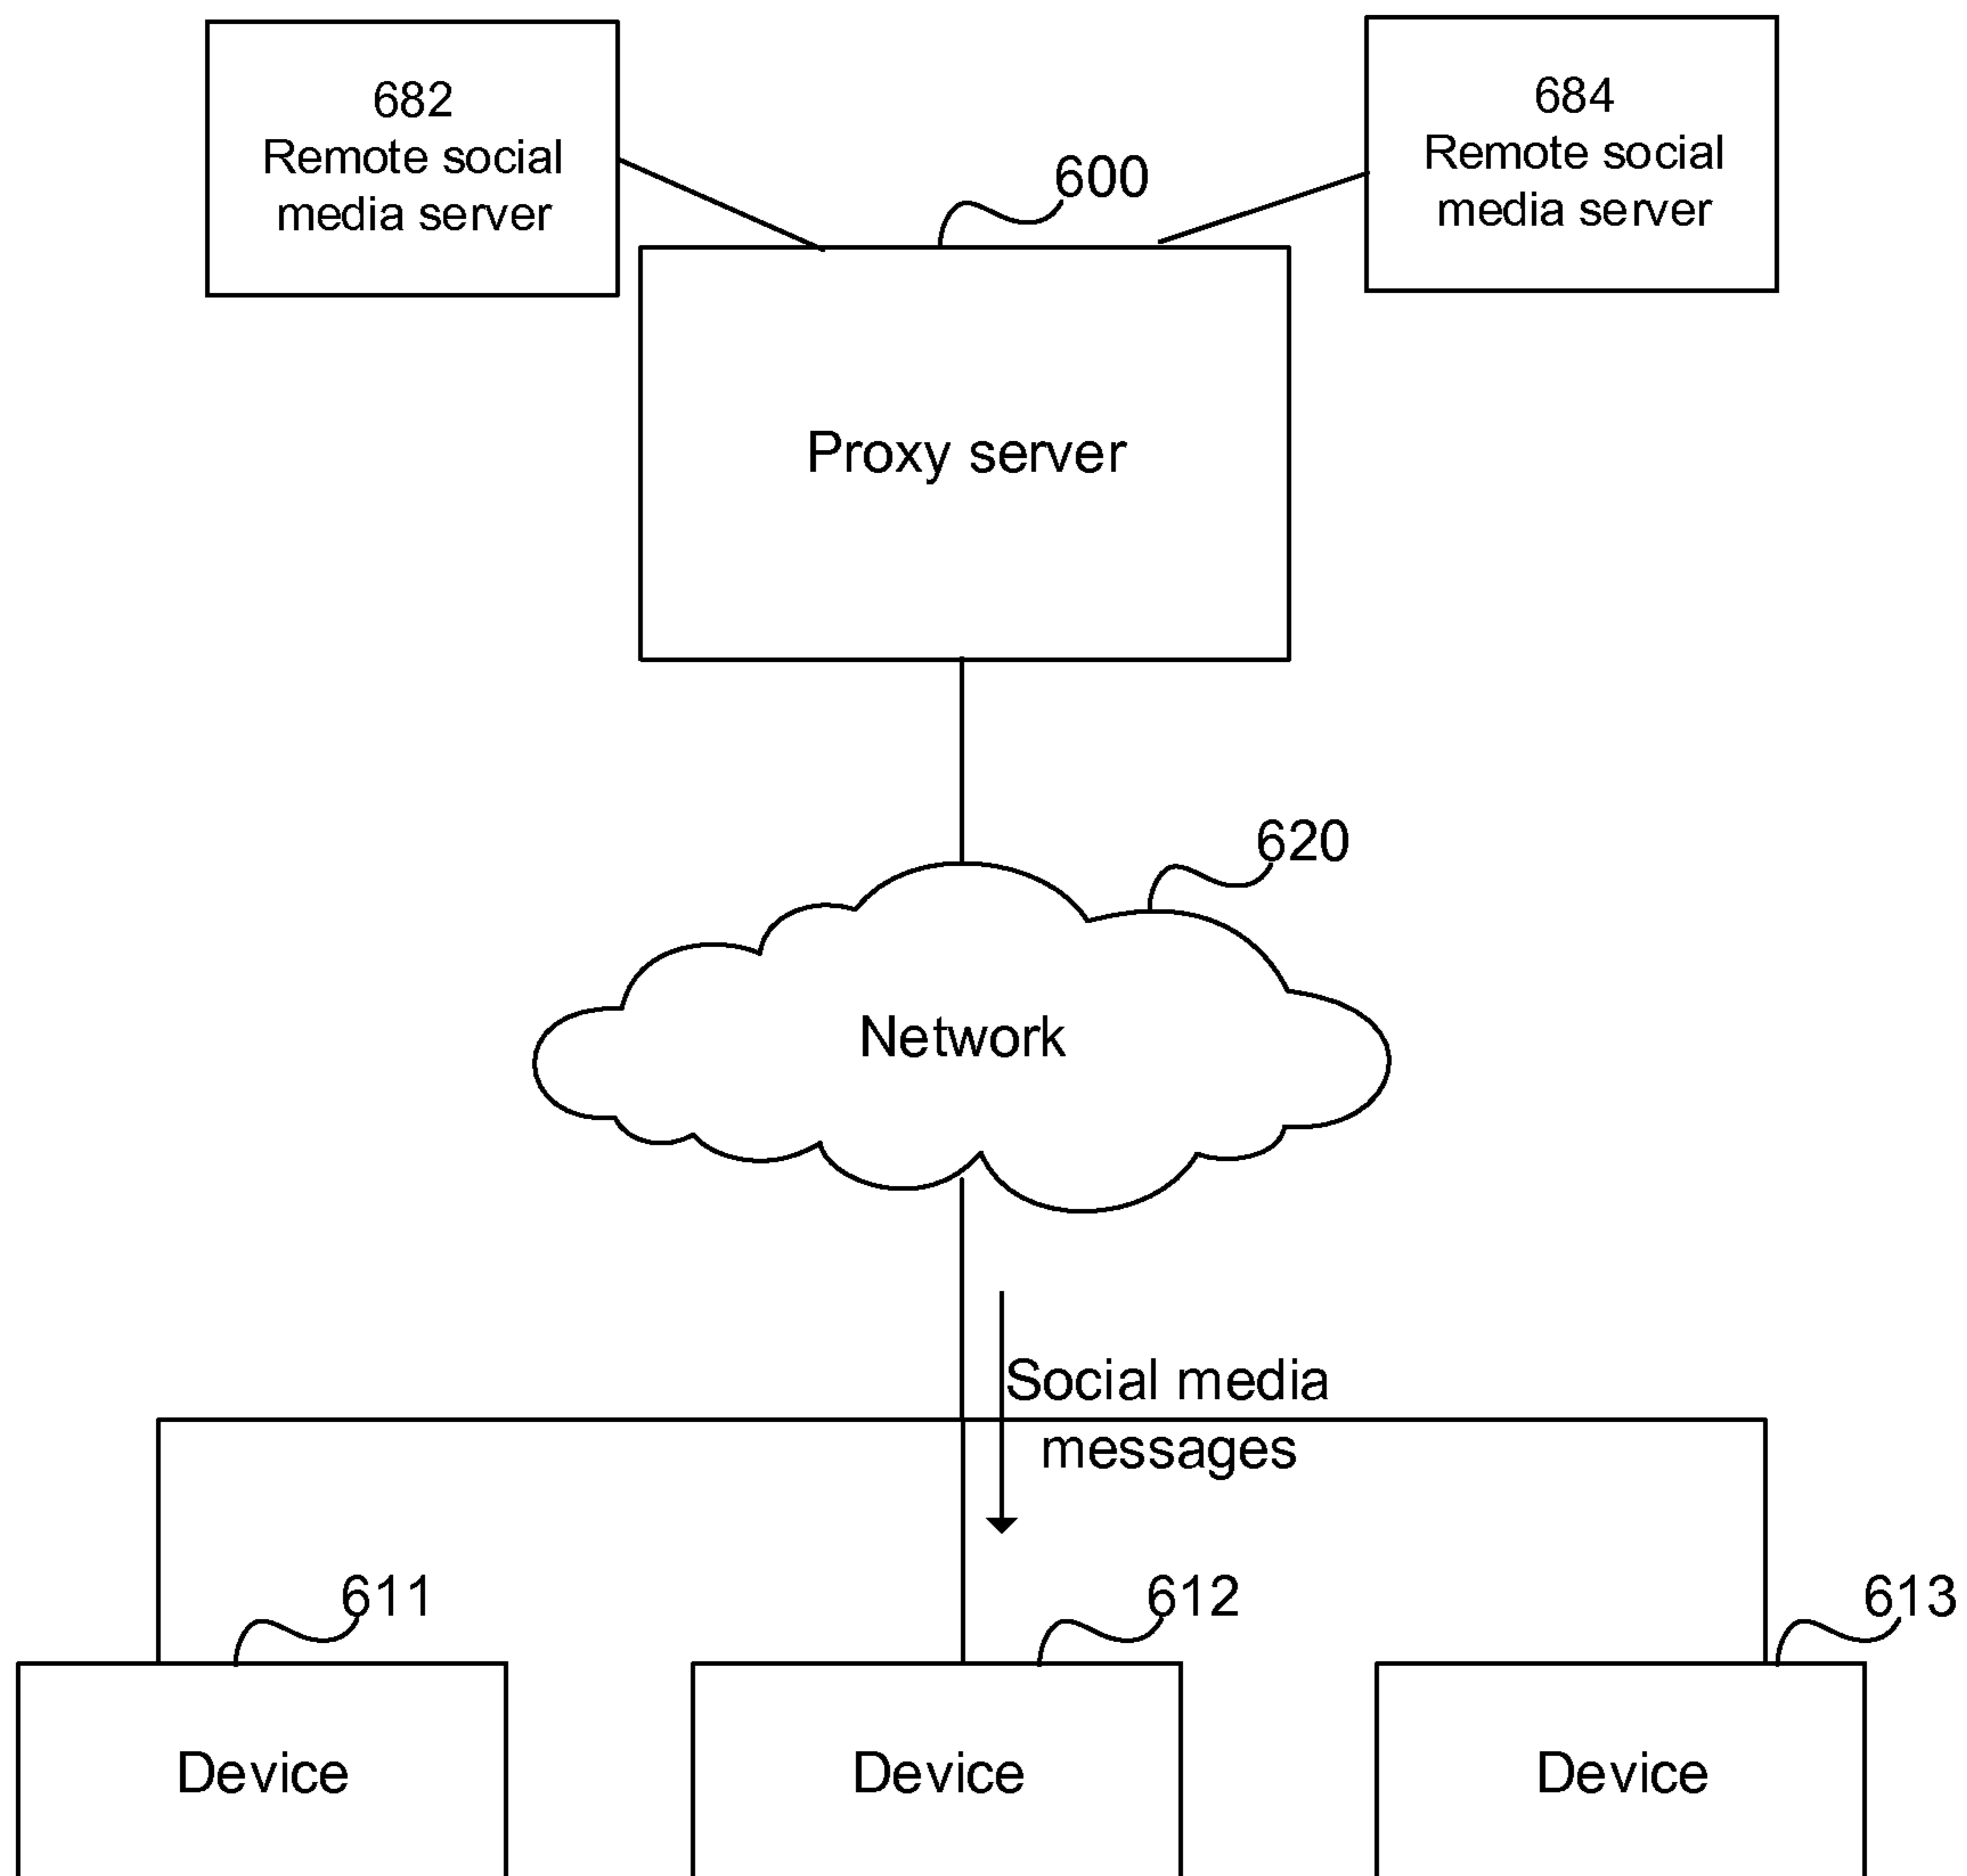 682
Remote social
media server
684
Remote social
media server
600
Proxy server
620
Network
Social media
messages
611
612
613
Device
Device
Device